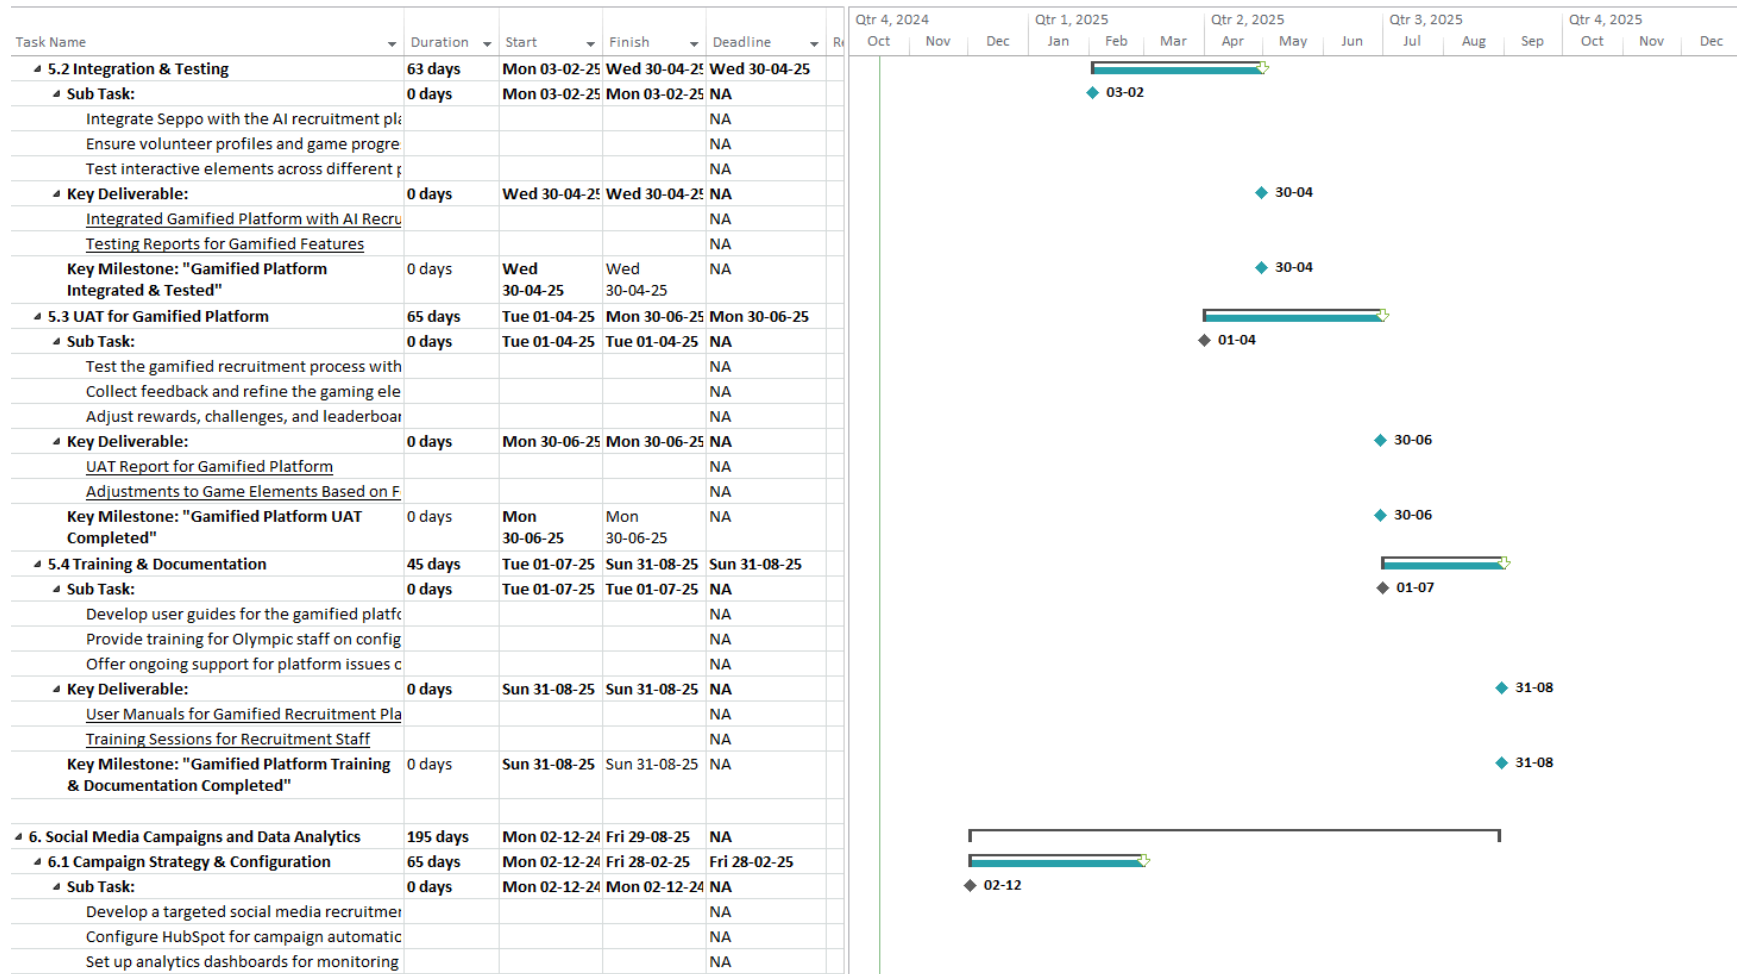 Qtr 4, 2024 Qtr 1, 2025 Qtr 2, 2025 Qtr 3, 2025 Qtr 4, 2025
Task Name Duration Start Finish Deadline Oct Nov Dec Jan Feb Mar Apr May Jun Jul Aug Sep Oct Nov Dec
5.2 Integration & Testing 63 days Mon 03-02-25 Wed 30-04-25 Wed 30-04-25
Sub Task: 0 days Mon 03-02-25 Mon 03-02-25 NA 03-02
Integrate Seppo with the AI recruitment NA
Ensure volunteer profiles and game NA
Test interactive elements across different NA
Key Deliverable: 0 days Wed 30-04-25 Wed 30-04-25 NA 30-04
Integrated Gamified Platform with AI NA
Testing Reports for Gamified Features NA
Key Milestone: "Gamified Platform 0 days Wed Wed NA 30-04
Integrated & Tested" 30-04-25 30-04-25
5.3 UAT for Gamified Platform 65 days Tue 01-04-25 Mon 30-06-25 Mon 30-06-25
Sub Task: 0 days Tue 01-04-25 Tue 01-04-25 NA 01-04
Test the gamified recruitment process with NA
Collect feedback and refine the gaming NA
Adjust rewards, challenges, and NA
Key Deliverable: 0 days Mon 30-06-25 Mon 30-06-25 NA 30-06
UAT Report for Gamified Platform NA
Adjustments to Game Elements Based on NA
Key Milestone: "Gamified Platform UAT 0 days Mon Mon NA 30-06
Completed" 30-06-25 30-06-25
5.4 Training & Documentation 45 days Tue 01-07-25 Sun 31-08-25 Sun 31-08-25
Sub Task: 0 days Tue 01-07-25 Tue 01-07-25 NA 01-07
Develop user guides for the gamified NA
Provide training for Olympic staff on NA
Offer ongoing support for platform issues NA
Key Deliverable: 0 days Sun 31-08-25 Sun 31-08-25 NA 31-08
User Manuals for Gamified Recruitment NA
Training Sessions for Recruitment Staff NA
Key Milestone: "Gamified Platform Training 0 days Sun 31-08-25 Sun 31-08-25 NA 31-08
& Documentation Completed"
6. Social Media Campaigns and Data Analytics 195 days Mon 02-12-24 Fri 29-08-25 NA
6.1 Campaign Strategy & Configuration 65 days Mon 02-12-24 Fri 28-02-25 Fri 28-02-25
Sub Task: 0 days Mon 02-12-24 Mon 02-12-24 NA 02-12
Develop a targeted social media NA
Configure HubSpot for campaign NA
Set up analytics dashboards for monitoring NA